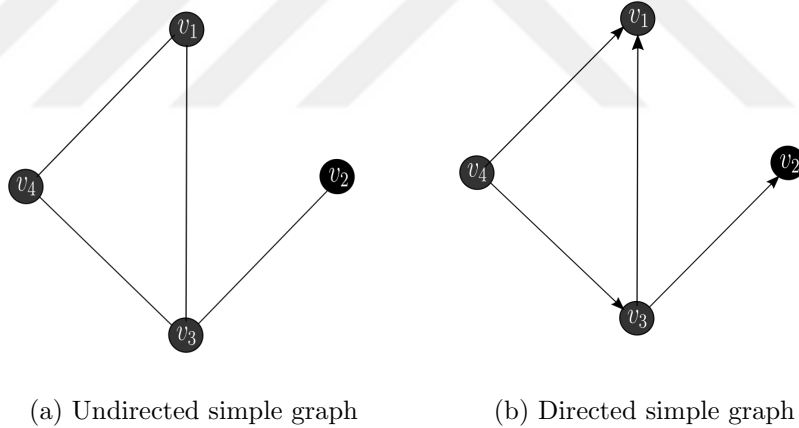 v₁
v₄
v₂
v₃
(a) Undirected simple graph
v₁
v₄
v₂
v₃
(b) Directed simple graph